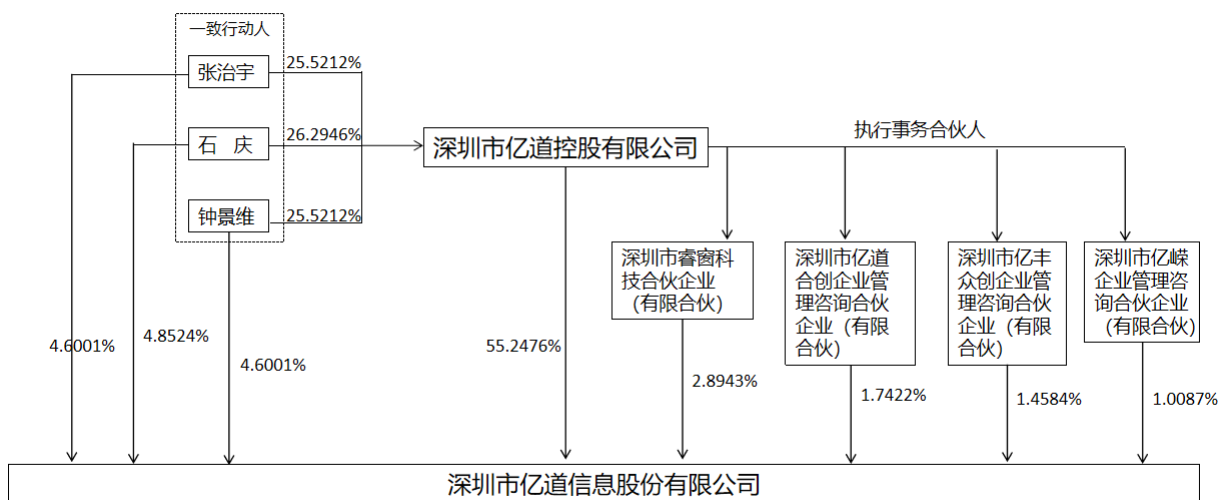 一致行动人
张治宇
25.5212%
石 庆
26.2946%
钟景维
25.5212%
深圳市亿道控股有限公司
执行事务合伙人
深圳市睿窗科
技合伙企业
（有限合伙）
深圳市亿道
合创企业管
理咨询合伙
企业（有限
合伙）
深圳市亿丰
众创企业管
理咨询合伙
企业（有限
合伙）
深圳市亿嵘
企业管理咨
询合伙企业
（有限合伙）
4.6001%
4.8524%
4.6001%
55.2476%
2.8943%
1.7422%
1.4584%
1.0087%
深圳市亿道信息股份有限公司